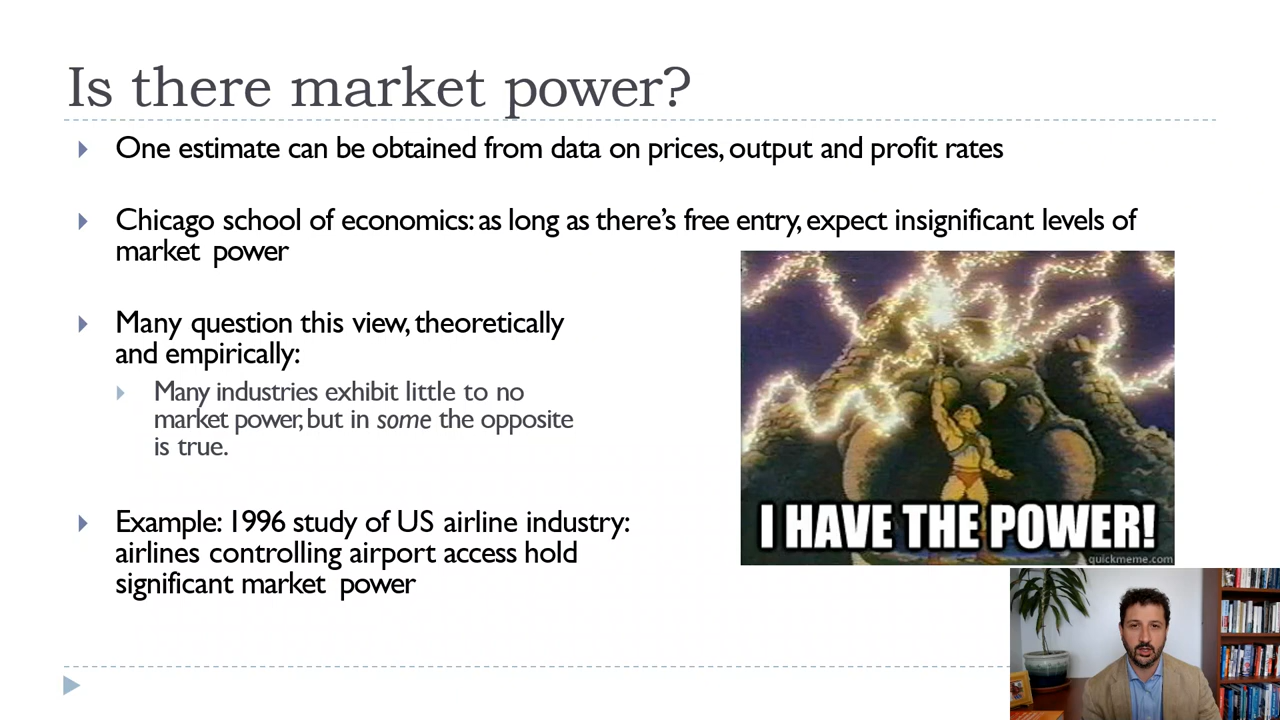 Is there market power?
One estimate can be obtained from data on prices, output and profit rates
Chicago school of economics: as long as there’s free entry, expect insignificant levels of
market power
Many question this view, theoretically
and empirically:
Many industries exhibit little to no
market power, but in some the opposite
is true.
Example: 1996 study of US airline industry:
airlines controlling airport access hold
significant market power
I HAVE THE POWER!
quickmeme.com